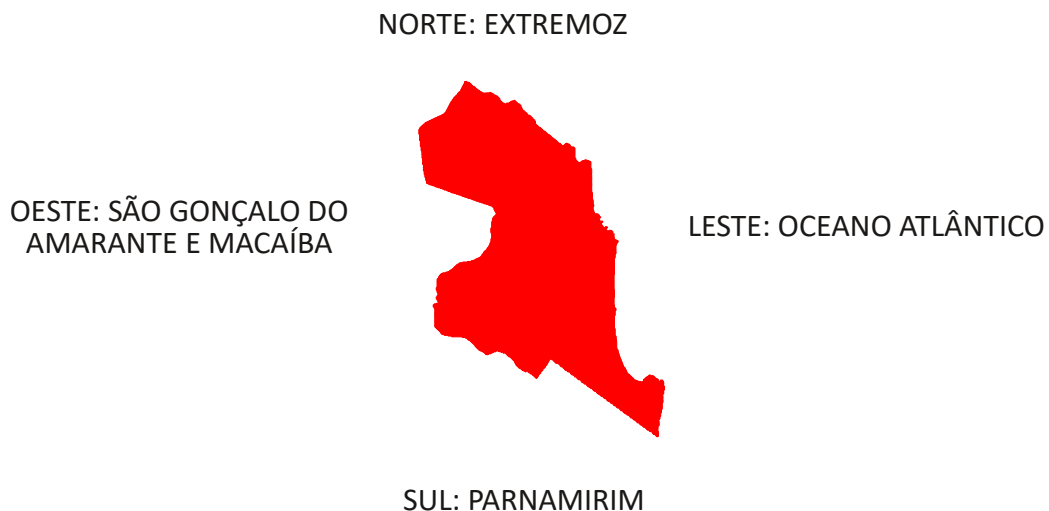 NORTE: EXTREMOZ
OESTE: SÃO GONÇALO DO
AMARANTE E MACAÍBA
LESTE: OCEANO ATLÂNTICO
SUL: PARNAMIRIM